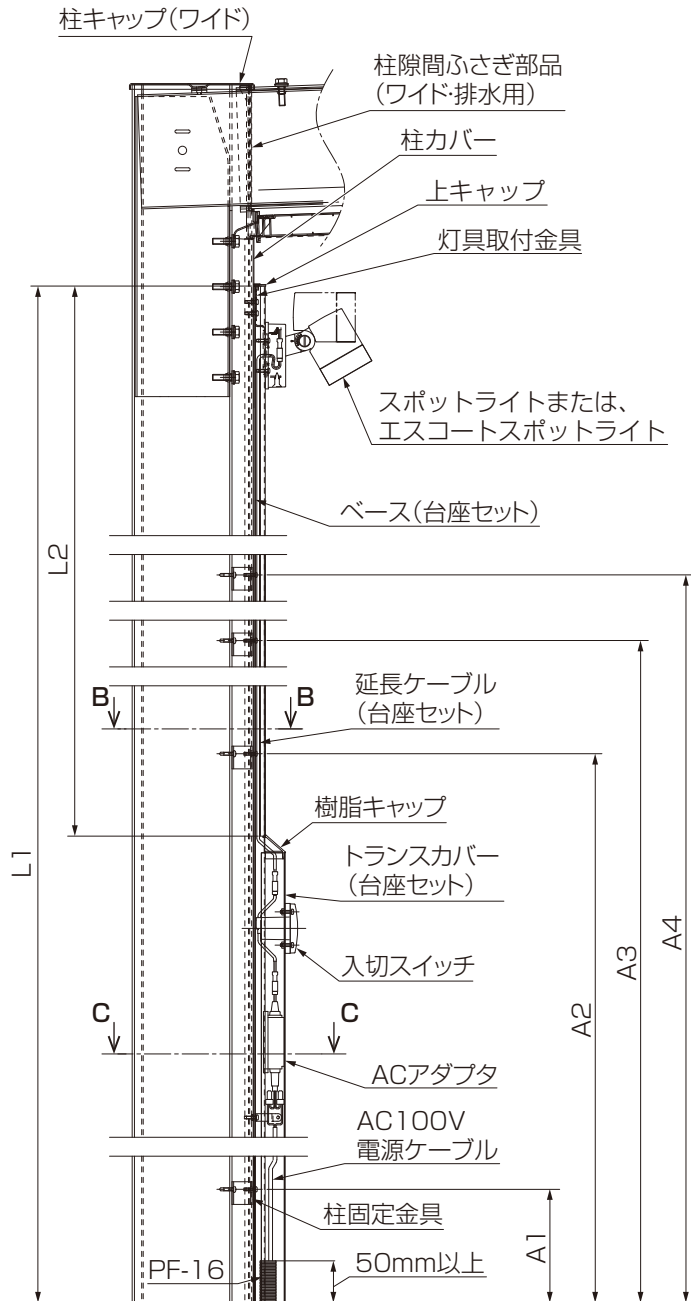 柱キャップ(ワイド)
柱隙間ふさぎ部品
(ワイド･排水用)
柱カバー
上キャップ
灯具取付金具
スポットライトまたは、
エスコートスポットライト
ベース(台座セット)
L2
B
B
延長ケーブル
(台座セット)
樹脂キャップ
トランスカバー
(台座セット)
L1
A4
A3
A2
入切スイッチ
C
C
ACアダプタ
AC100V
電源ケーブル
柱固定金具
A1
PF-16
50mm以上